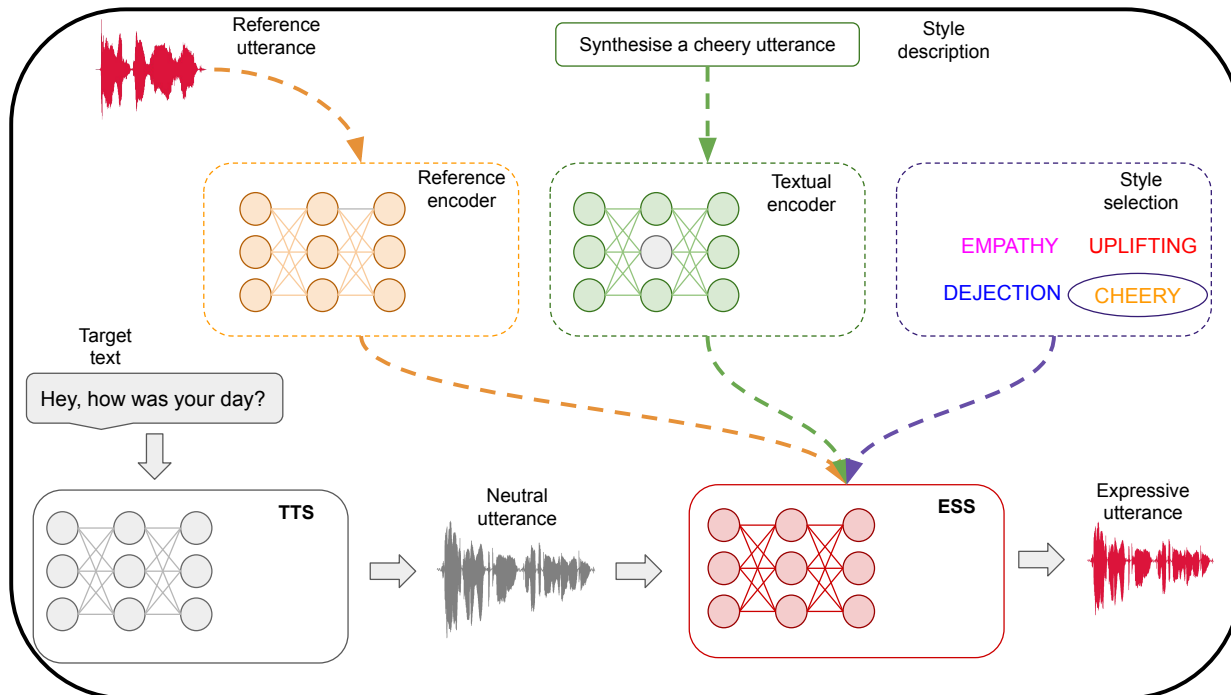 Reference
utterance
Synthesise a cheery utterance
Style
description
Reference
encoder
Textual
encoder
Style
selection
EMPATHY
UPLIFTING
DEJECTION
CHEERY
Target
text
Hey, how was your day?
TTS
Neutral
utterance
ESS
Expressive
utterance